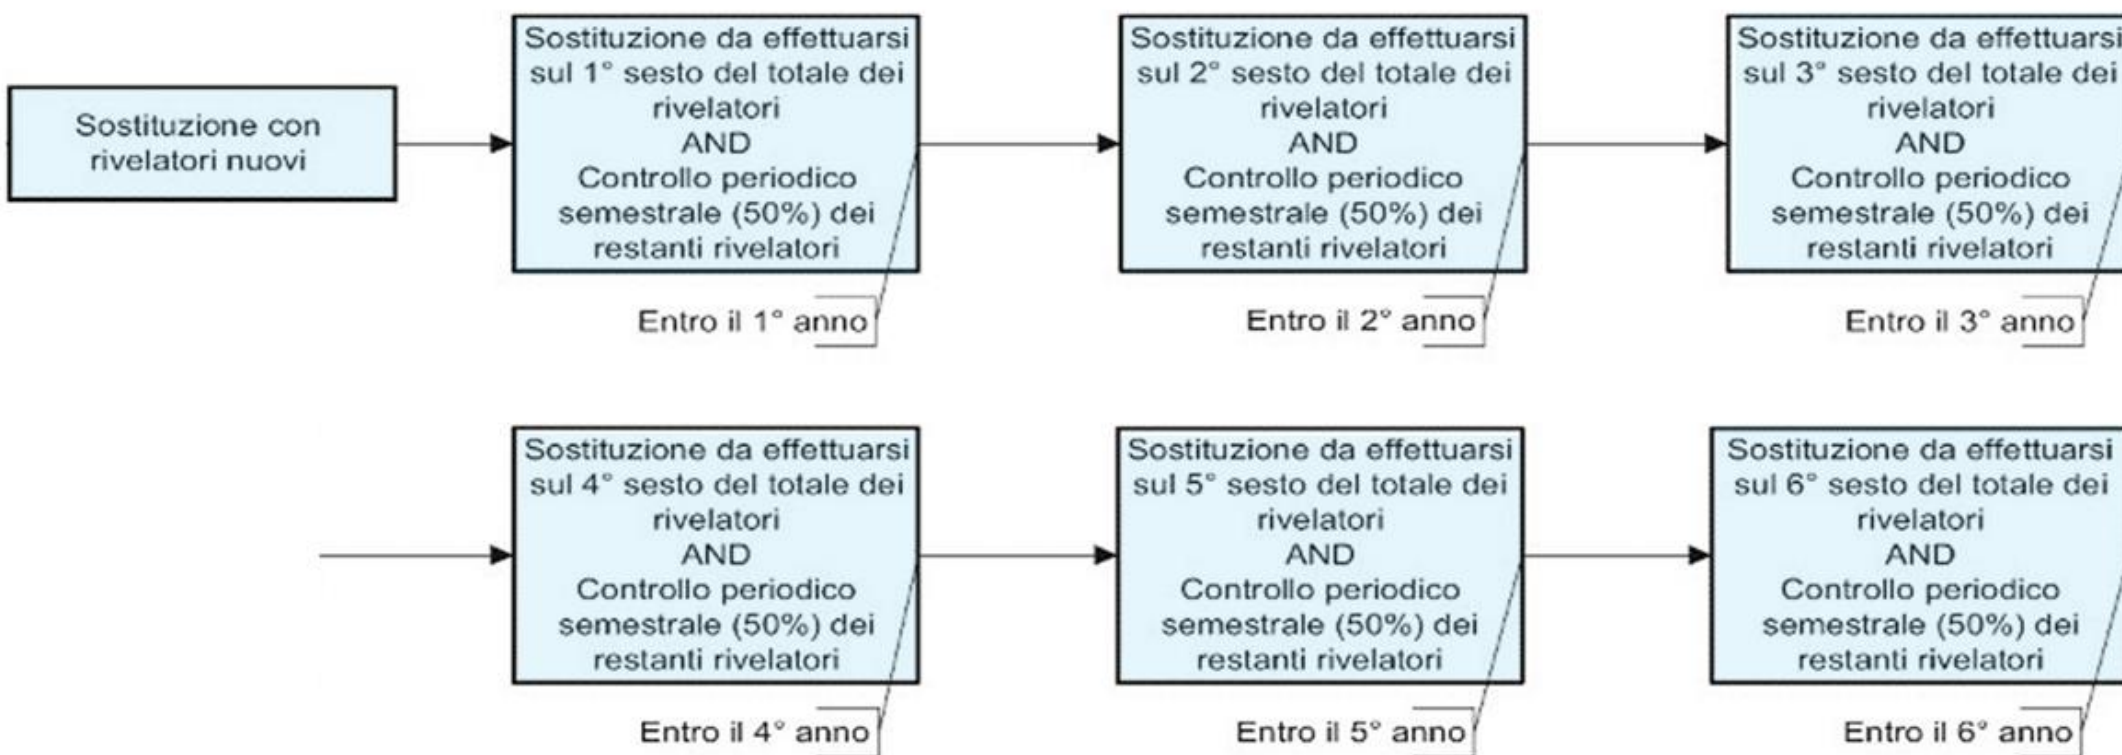 Sostituzione con
rivelatori nuovi
Sostituzione da effettuarsi
sul 1° sesto del totale dei
rivelatori
AND
Controllo periodico
semestrale (50%) dei
restanti rivelatori
Entro il 1° anno
Sostituzione da effettuarsi
sul 2° sesto del totale dei
rivelatori
AND
Controllo periodico
semestrale (50%) dei
restanti rivelatori
Entro il 2° anno
Sostituzione da effettuarsi
sul 3° sesto del totale dei
rivelatori
AND
Controllo periodico
semestrale (50%) dei
restanti rivelatori
Entro il 3° anno
Sostituzione da effettuarsi
sul 4° sesto del totale dei
rivelatori
AND
Controllo periodico
semestrale (50%) dei
restanti rivelatori
Entro il 4° anno
Sostituzione da effettuarsi
sul 5° sesto del totale dei
rivelatori
AND
Controllo periodico
semestrale (50%) dei
restanti rivelatori
Entro il 5° anno
Sostituzione da effettuarsi
sul 6° sesto del totale dei
rivelatori
AND
Controllo periodico
semestrale (50%) dei
restanti rivelatori
Entro il 6° anno